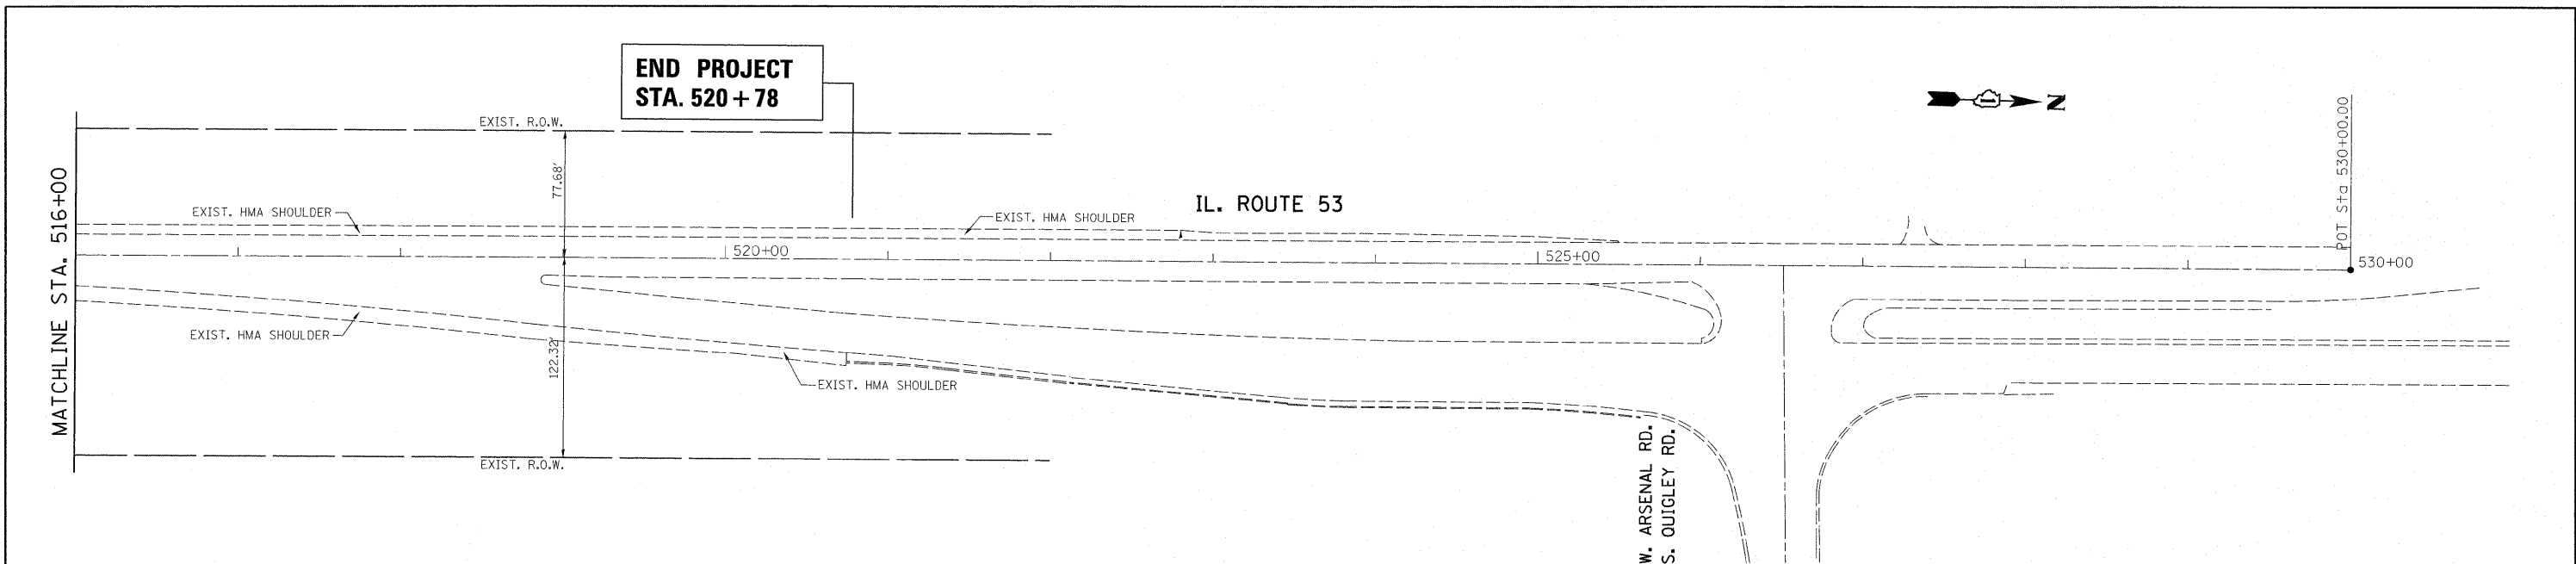 END PROJECT
STA. 520+78
EXIST. R.O.W.
N
POT Sta 530+00.00
77.68'
MATCHLINE STA. 516+00
EXIST. HMA SHOULDER
EXIST. HMA SHOULDER
IL. ROUTE 53
520+00
525+00
530+00
EXIST. HMA SHOULDER
122.32'
EXIST. HMA SHOULDER
EXIST. R.O.W.
W. ARSENAL RD.
S. QUIGLEY RD.